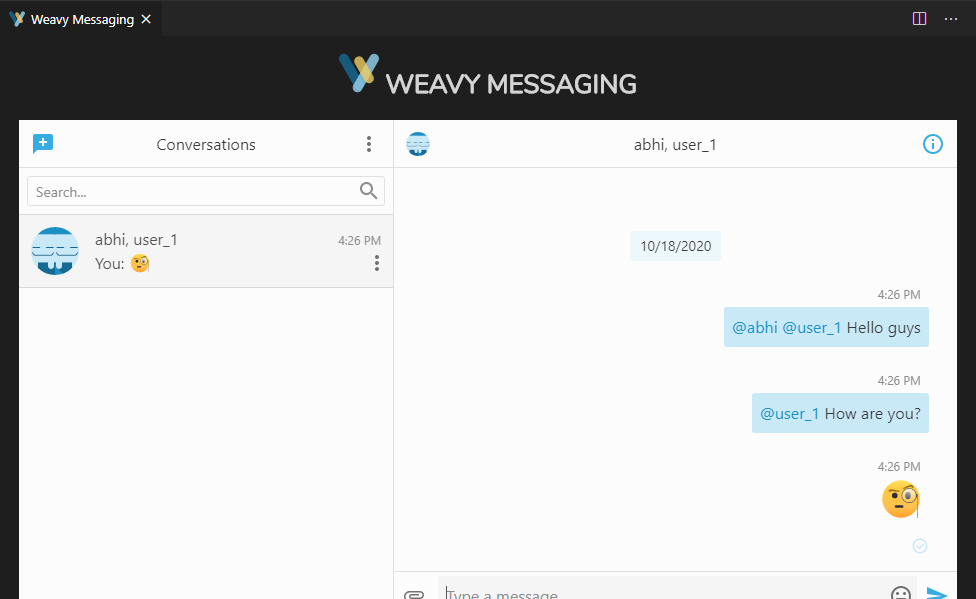 Weavy Messaging
WEAVY MESSAGING
Conversations
Search...
abhi, user_1
4:26 PM
You: 🧐
abhi, user_1
10/18/2020
4:26 PM
@abhi @user_1 Hello guys
4:26 PM
@user_1 How are you?
4:26 PM
🧐
Type a message